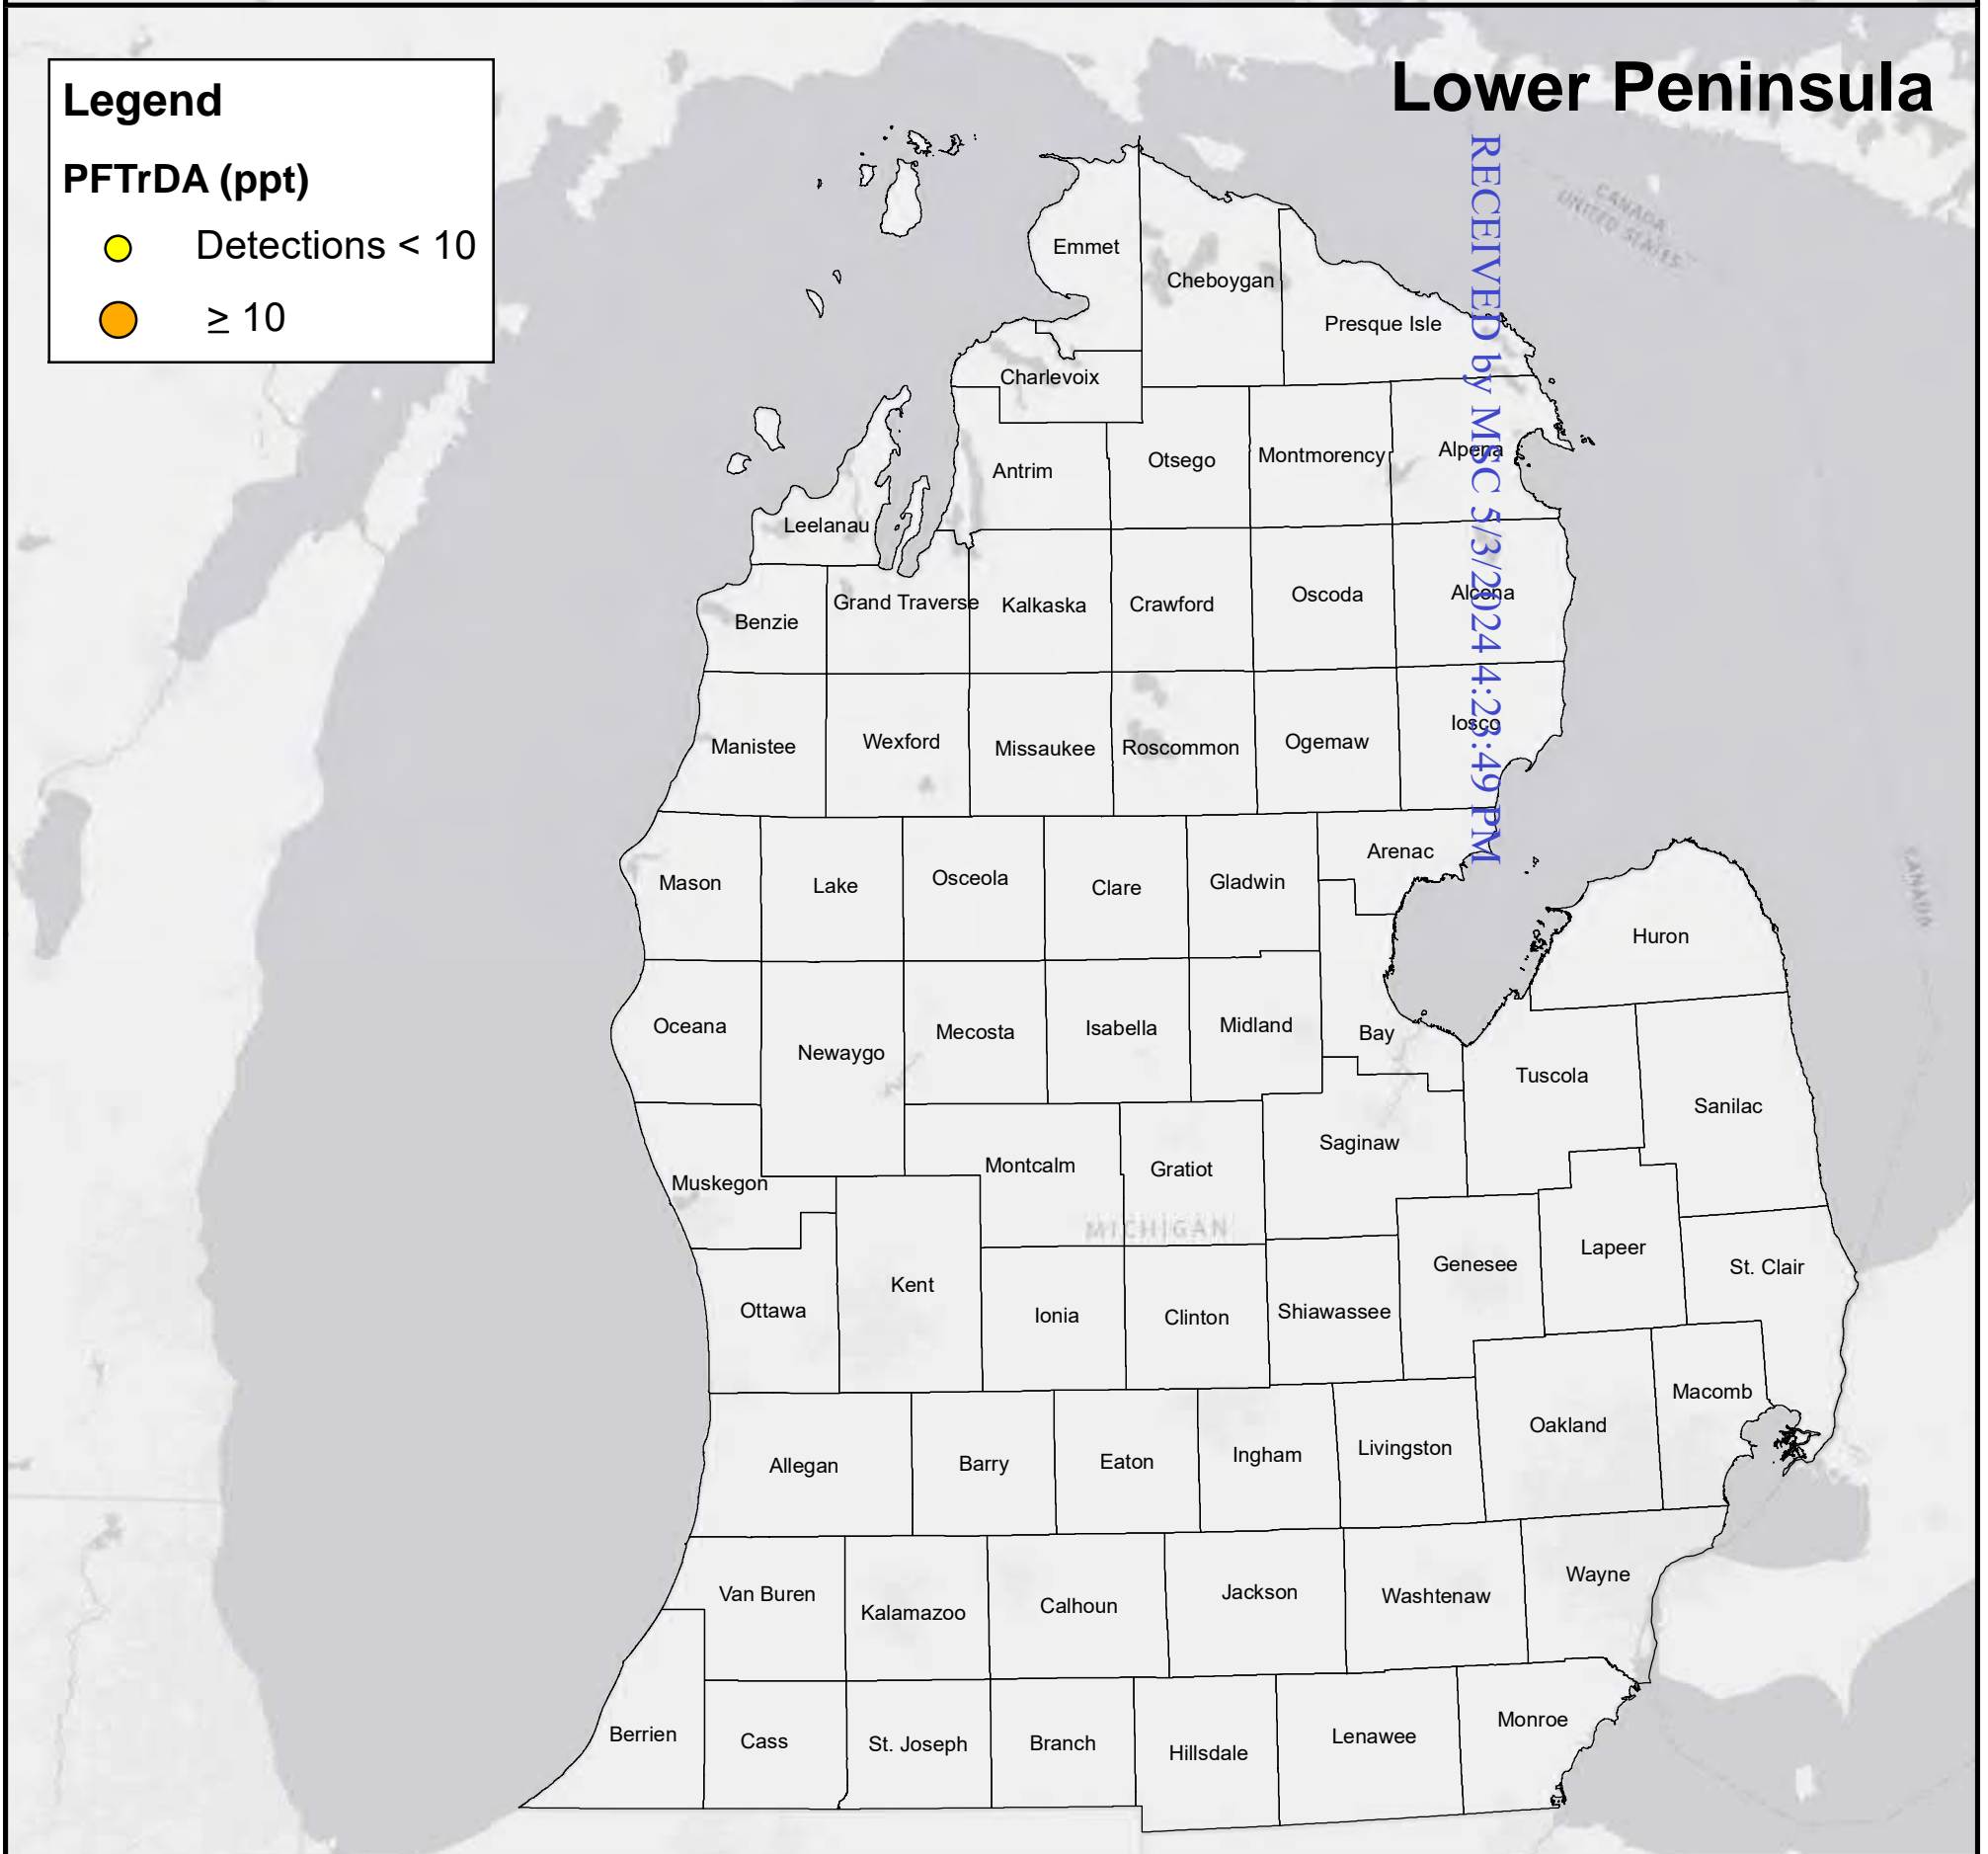 Lower Peninsula
Legend
PFTrDA (ppt)
Detections < 10
≥ 10
RECEIVED by MSC 5/3/2024 4:23:49 PM
CANADA
UNITED STATES
Emmet
Cheboygan
Presque Isle
Charlevoix
Antrim
Otsego
Montmorency
Alpena
Leelanau
Benzie
Grand Traverse
Kalkaska
Crawford
Oscoda
Alcona
Manistee
Wexford
Missaukee
Roscommon
Ogemaw
Iosco
Mason
Lake
Osceola
Clare
Gladwin
Arenac
CANADA
Huron
Oceana
Newaygo
Mecosta
Isabella
Midland
Bay
Tuscola
Sanilac
Muskegon
Montcalm
Gratiot
Saginaw
MICHIGAN
Ottawa
Kent
Ionia
Clinton
Shiawassee
Genesee
Lapeer
St. Clair
Allegan
Barry
Eaton
Ingham
Livingston
Oakland
Macomb
Van Buren
Kalamazoo
Calhoun
Jackson
Washtenaw
Wayne
Berrien
Cass
St. Joseph
Branch
Hillsdale
Lenawee
Monroe